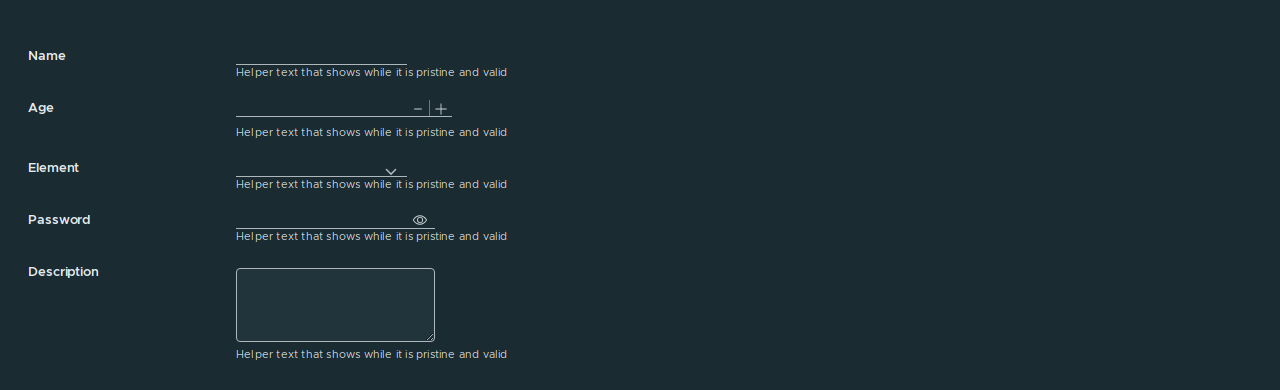 Name
Helper text that shows while it is pristine and valid
Age
Helper text that shows while it is pristine and valid
Element
Helper text that shows while it is pristine and valid
Password
Helper text that shows while it is pristine and valid
Description
Helper text that shows while it is pristine and valid